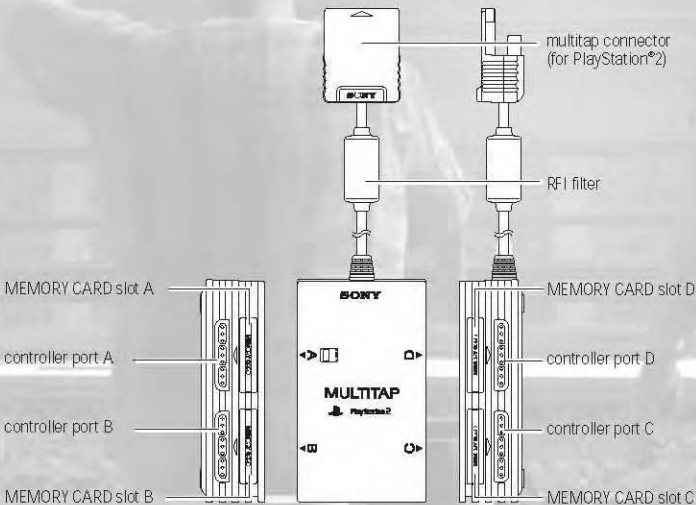 multitap connector
(for PlayStation®2)
SONY
RFI filter
MEMORY CARD slot A
MEMORY CARD slot D
SONY
controller port A
A
D
controller port D
MULTITAP
PlayStation 2
controller port B
B
C
controller port C
MEMORY CARD slot B
MEMORY CARD slot C